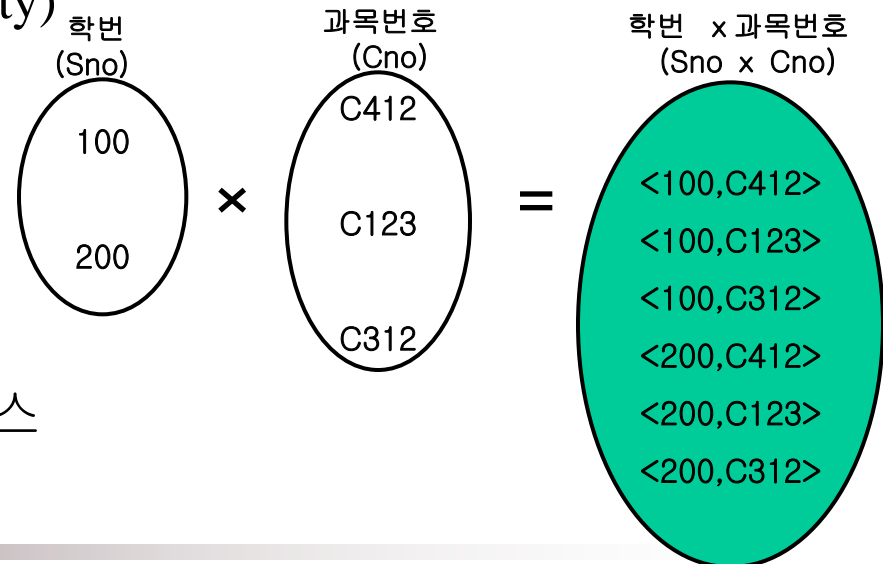 ty)
학번
(Sno)
100
200
×
과목번호
(Cno)
C412
C123
C312
=
학번 x 과목번호
(Sno x Cno)
<100,C412>
<100,C123>
<100,C312>
<200,C412>
<200,C123>
<200,C312>
스